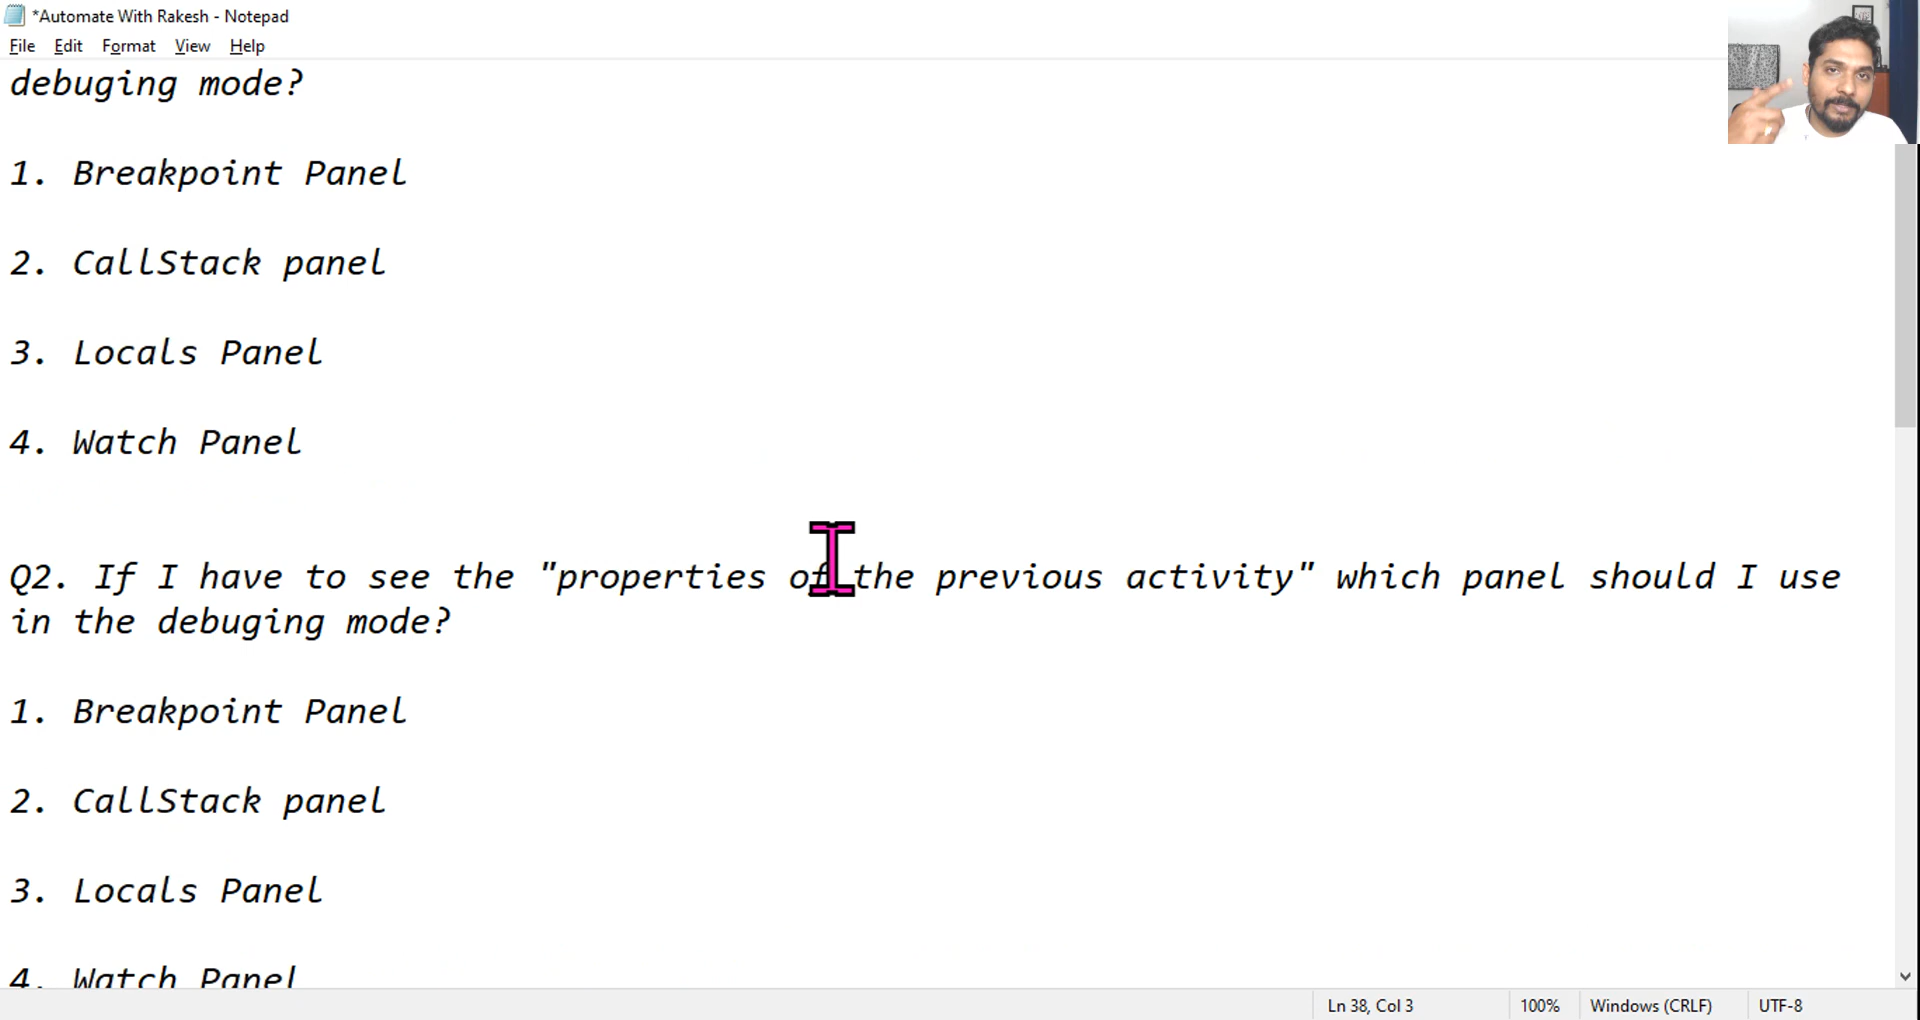 *Automate With Rakesh - Notepad
File Edit Format View Help
debuging mode?
1. Breakpoint Panel
2. CallStack panel
3. Locals Panel
4. Watch Panel
Q2. If I have to see the "properties of the previous activity" which panel should I use
in the debuging mode?
1. Breakpoint Panel
2. CallStack panel
3. Locals Panel
4. Watch Panel
Ln 38, Col 3 100% Windows (CRLF) UTF-8